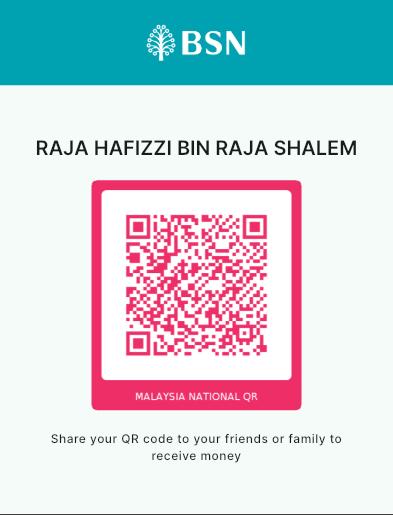 BSN
RAJA HAFIZZI BIN RAJA SHALEM
MALAYSIA NATIONAL QR
Share your QR code to your friends or family to
receive money